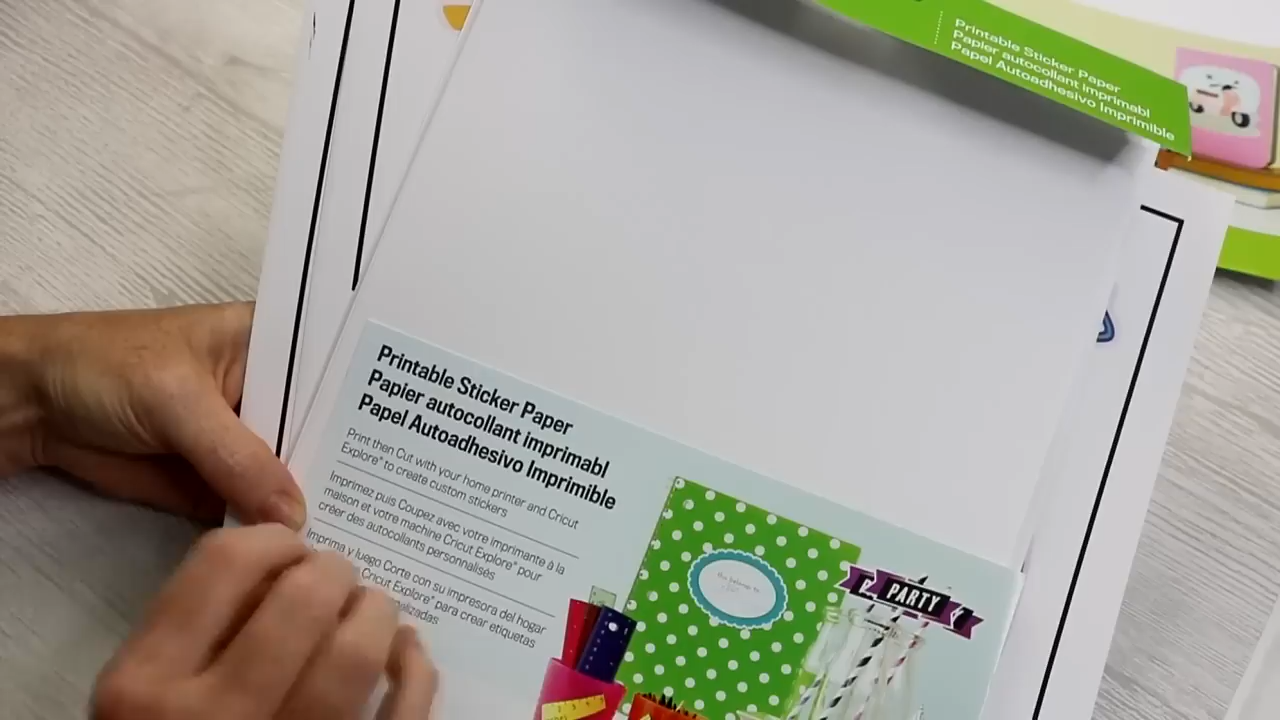 Printable Sticker Paper
Papier autocollant imprimabl
Papel Autoadhesivo Imprimible
Printable Sticker Paper
Papier autocollant imprimabl
Papel Autoadhesivo Imprimible
Print then Cut with your home printer and Cricut
Explore® to create custom stickers
Imprimez puis Coupez avec votre imprimante à la
maison et votre machine Cricut Explore® pour
créer des autocollants personnalisés
Imprima y luego Corte con su impresora del hogar
Cricut Explore® para crear etiquetas
PARTY